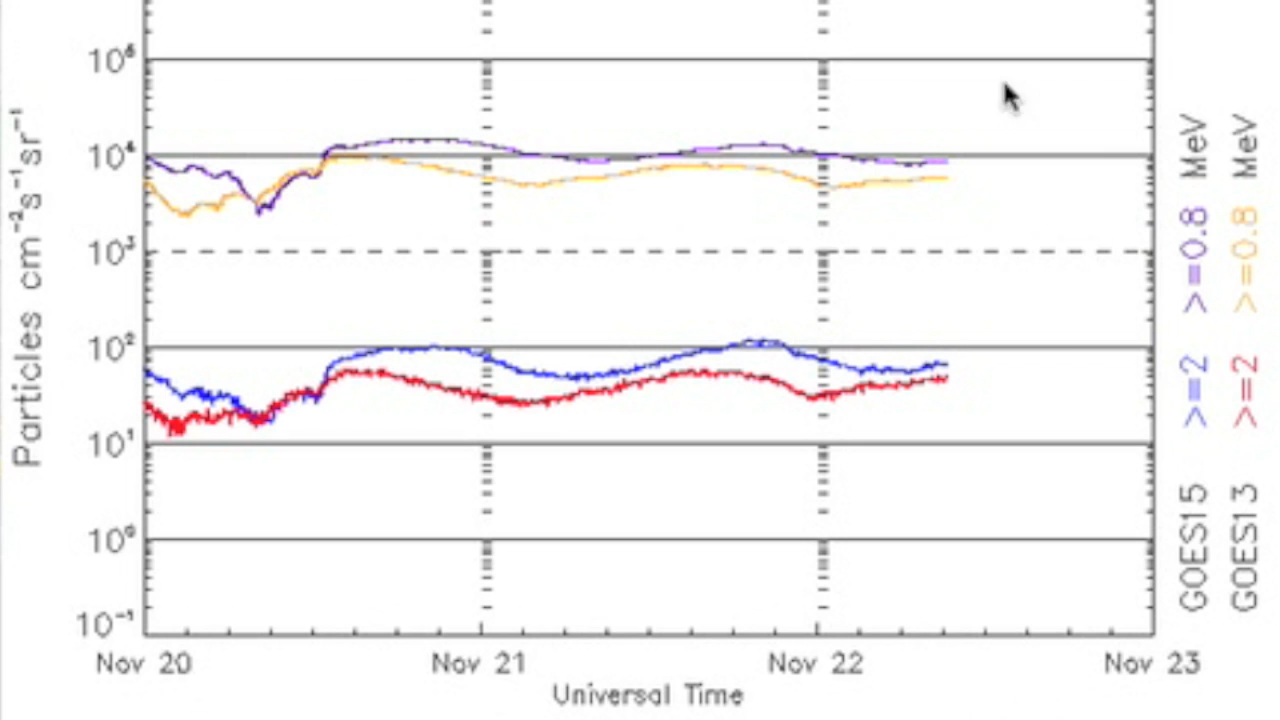 Particles cm⁻²s⁻¹sr⁻¹
10⁵
10⁴
10³
10²
10¹
10⁰
10⁻¹
Nov 20 Nov 21 Nov 22 Nov 23
Universal Time
GOES15 >=2 >=0.8 MeV
GOES13 >=2 >=0.8 MeV